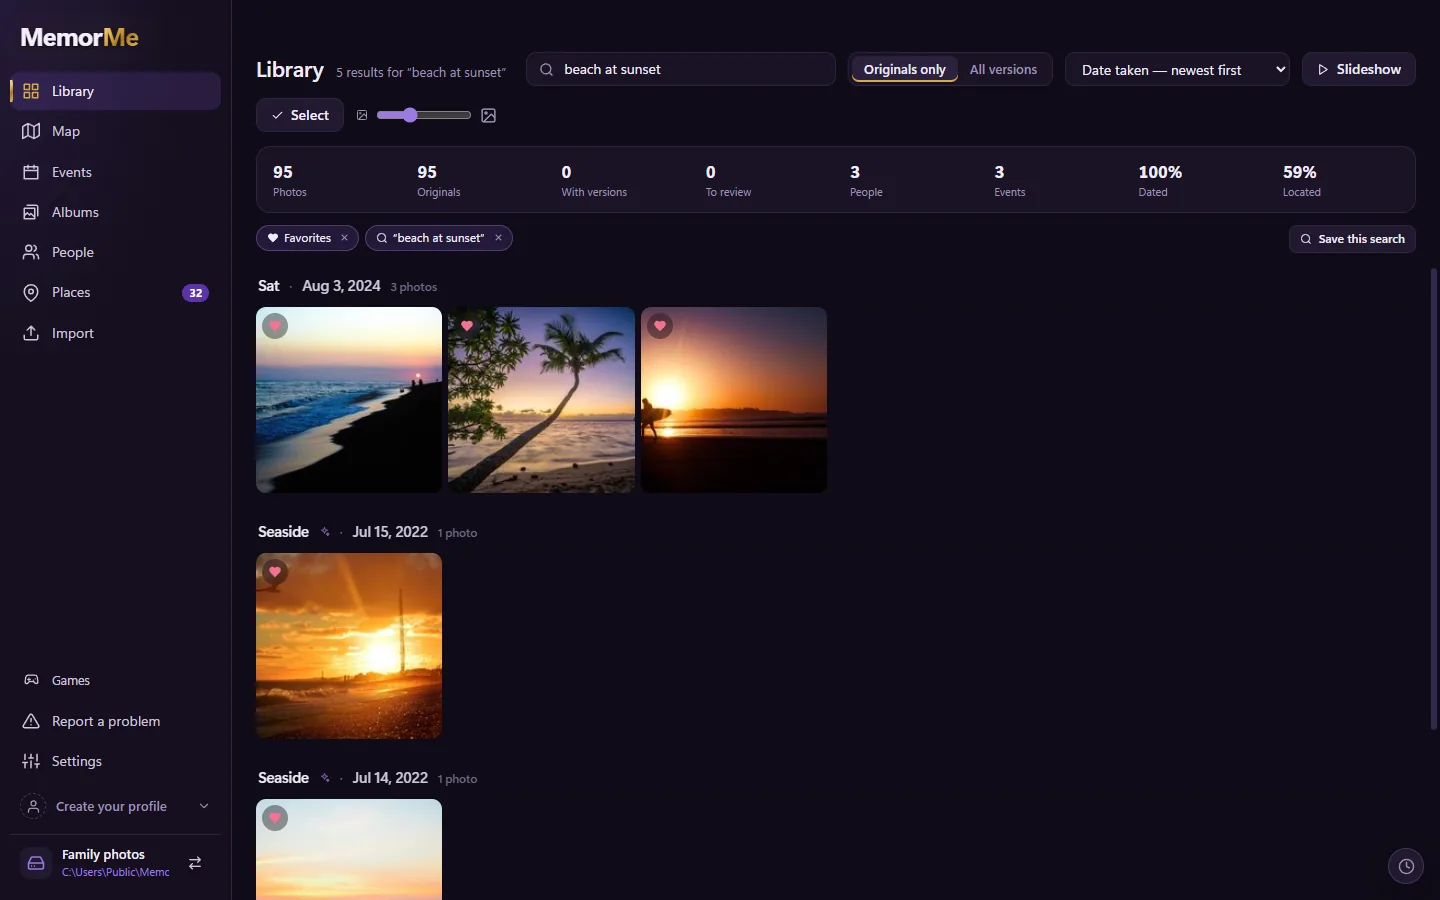 MemorMe
Library
Map
Events
Albums
People
Places 32
Import
Games
Report a problem
Settings
Create your profile
Family photos
C:\Users\Public\Memc
Library 5 results for “beach at sunset” beach at sunset Originals only All versions Date taken — newest first Slideshow
Select
95 95 0 0 3 3 100% 59%
Photos Originals With versions To review People Events Dated Located
Favorites “beach at sunset” Save this search
Sat · Aug 3, 2024 3 photos
Seaside · Jul 15, 2022 1 photo
Seaside · Jul 14, 2022 1 photo